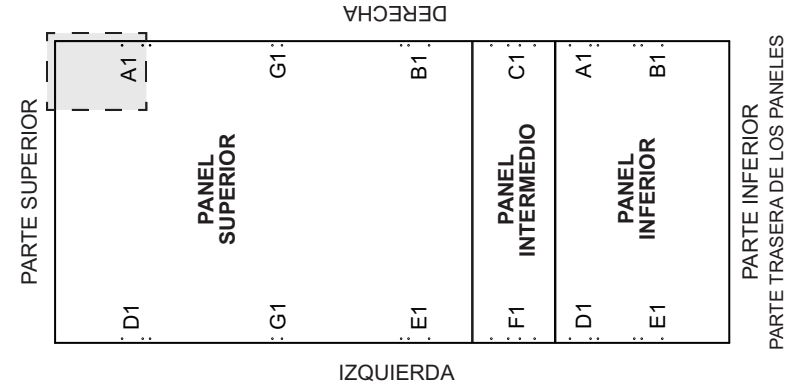 DERECHA
PARTE SUPERIOR
A1
G1
B1
C1
A1
B1
PANEL
SUPERIOR
PANEL
INTERMEDIO
PANEL
INFERIOR
D1
G1
E1
F1
D1
E1
PARTE INFERIOR
PARTE TRASERA DE LOS PANELES
IZQUIERDA